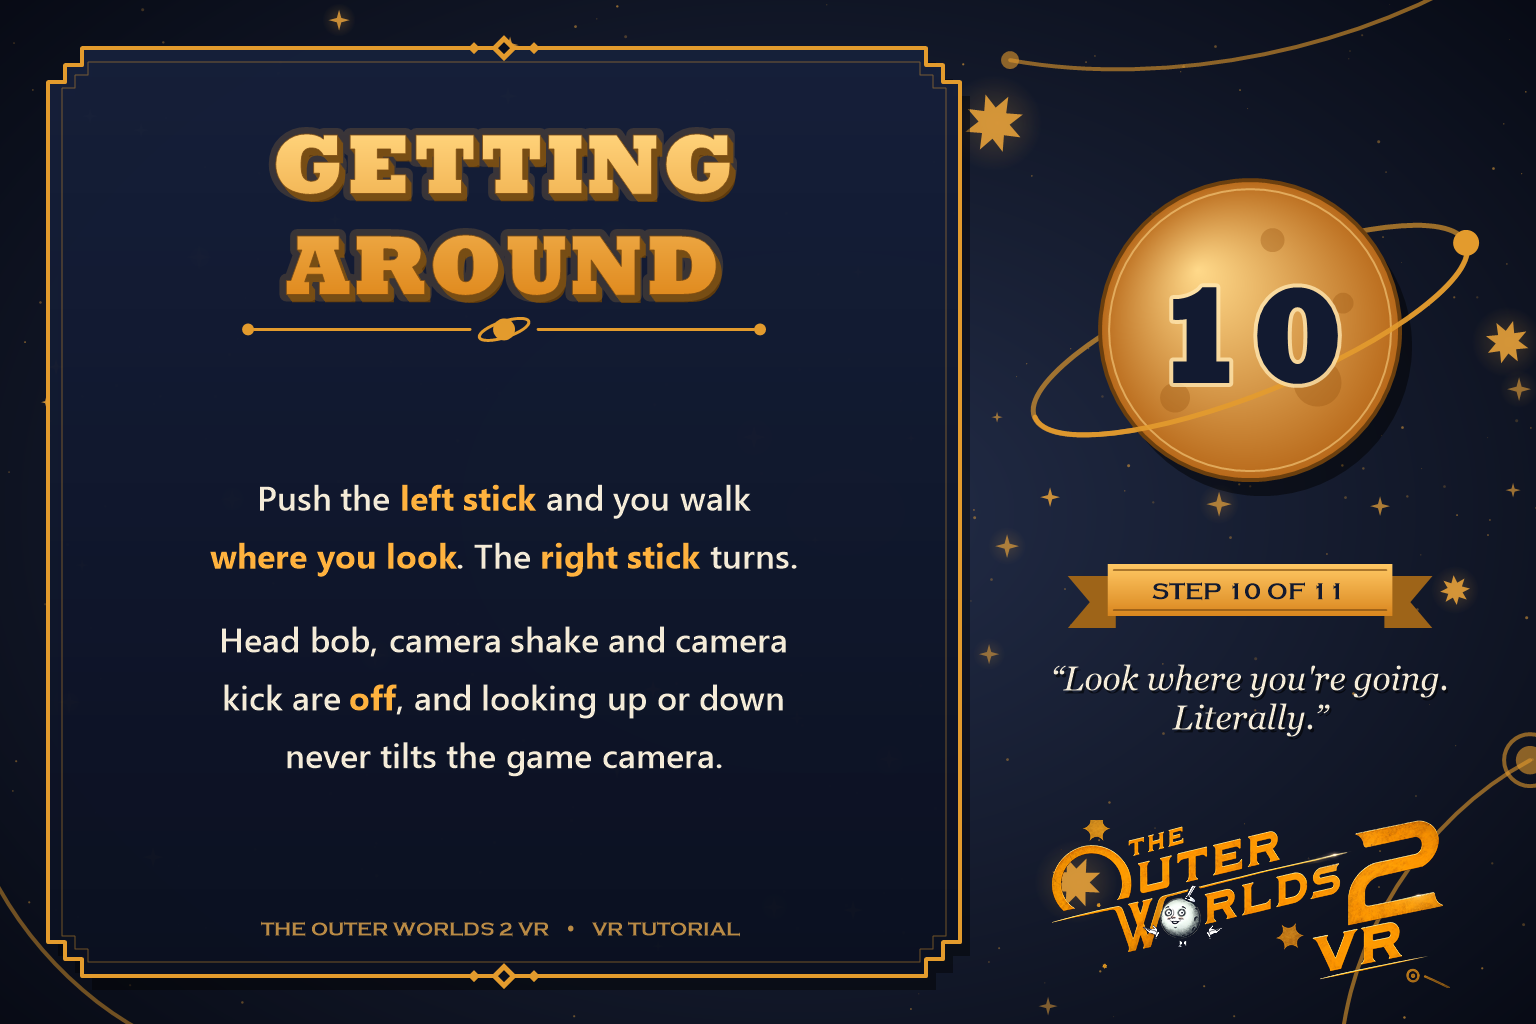 GETTING
AROUND
Push the left stick and you walk
where you look. The right stick turns.
Head bob, camera shake and camera
kick are off, and looking up or down
never tilts the game camera.
THE OUTER WORLDS 2 VR • VR TUTORIAL
10
STEP 10 OF 11
“Look where you're going.
Literally.”
THE
OUTER
WORLDS 2
VR